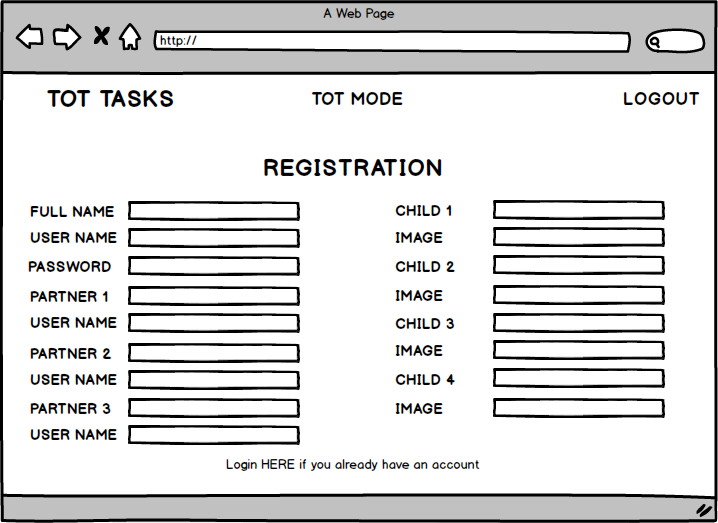 A Web Page
http://
TOT TASKS
TOT MODE
LOGOUT
REGISTRATION
FULL NAME
USER NAME
PASSWORD
PARTNER 1
USER NAME
PARTNER 2
USER NAME
PARTNER 3
USER NAME
CHILD 1
IMAGE
CHILD 2
IMAGE
CHILD 3
IMAGE
CHILD 4
IMAGE
Login HERE if you already have an account